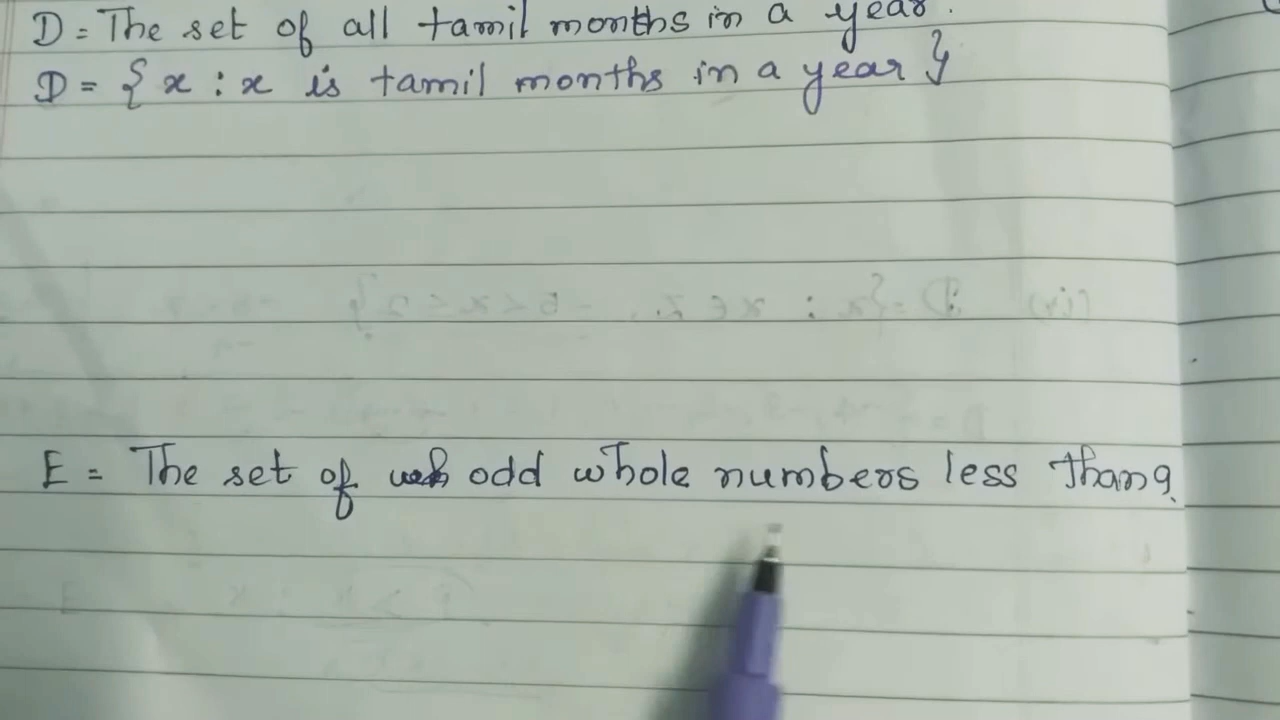 D = The set of all tamil months in a year.
D = { x : x is tamil months in a year }
E = The set of odd whole numbers less than 9.